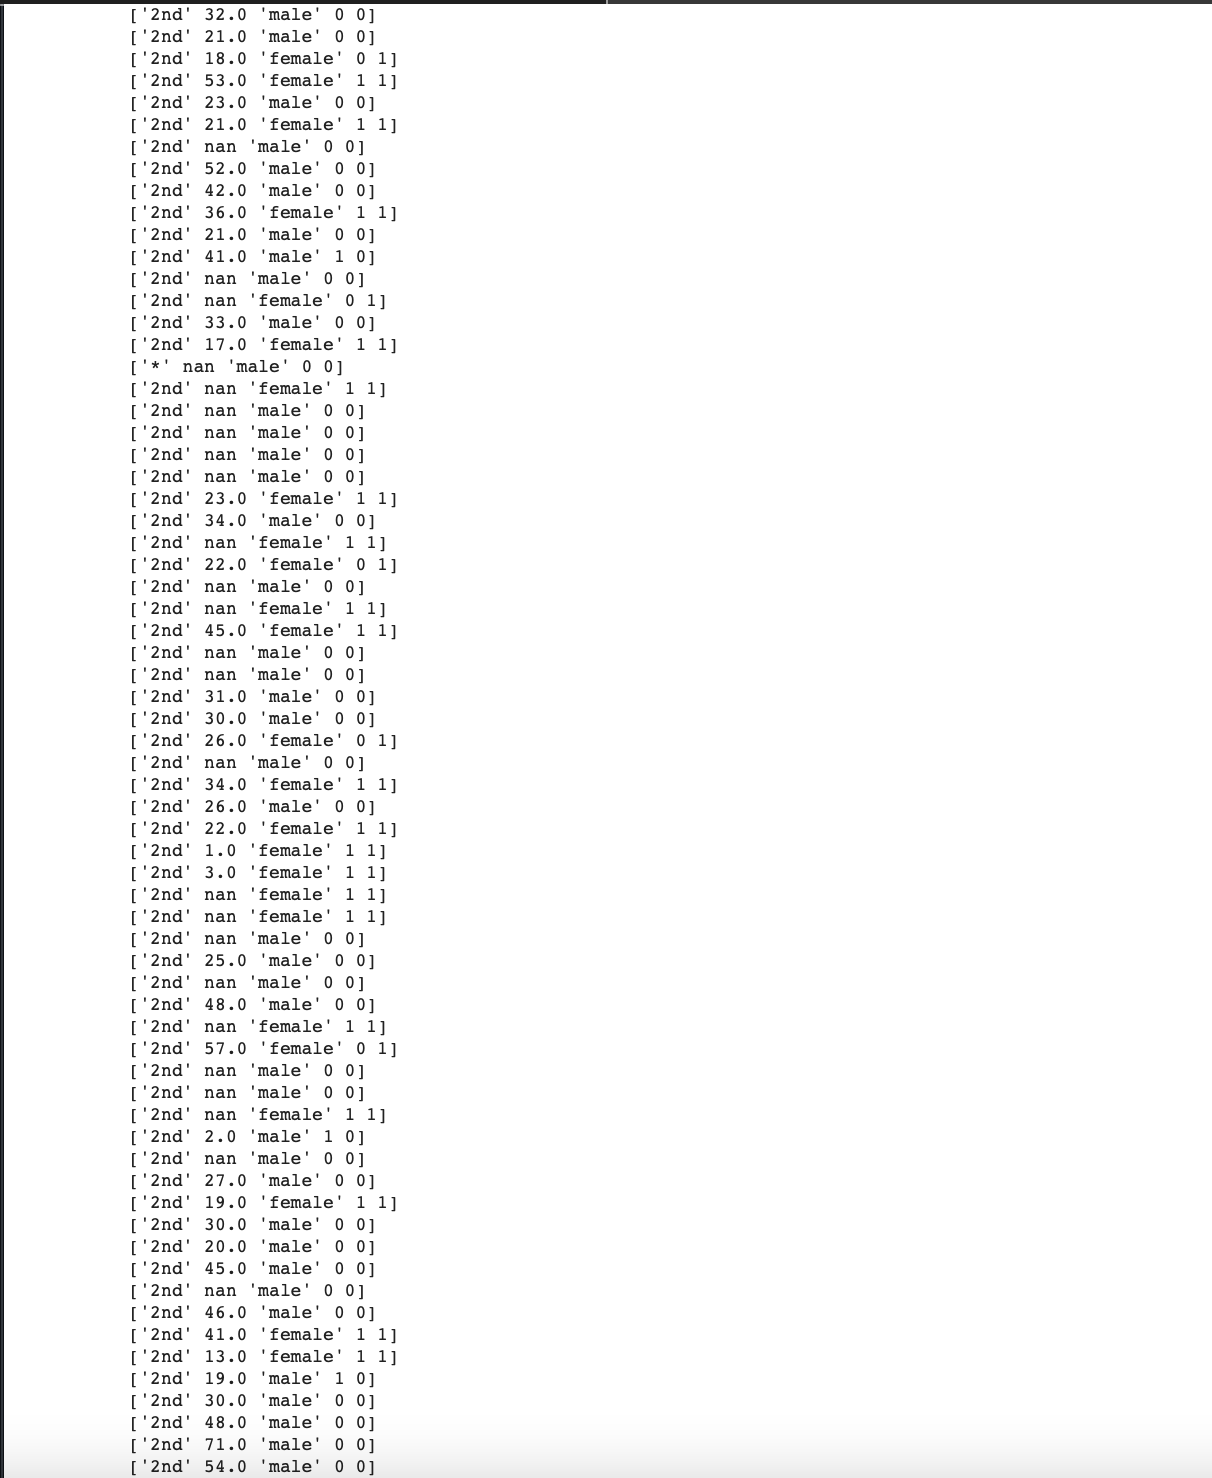 ['2nd' 32.0 'male' 0 0]
['2nd' 21.0 'male' 0 0]
['2nd' 18.0 'female' 0 1]
['2nd' 53.0 'female' 1 1]
['2nd' 23.0 'male' 0 0]
['2nd' 21.0 'female' 1 1]
['2nd' nan 'male' 0 0]
['2nd' 52.0 'male' 0 0]
['2nd' 42.0 'male' 0 0]
['2nd' 36.0 'female' 1 1]
['2nd' 21.0 'male' 0 0]
['2nd' 41.0 'male' 1 0]
['2nd' nan 'male' 0 0]
['2nd' nan 'female' 0 1]
['2nd' 33.0 'male' 0 0]
['2nd' 17.0 'female' 1 1]
['*' nan 'male' 0 0]
['2nd' nan 'female' 1 1]
['2nd' nan 'male' 0 0]
['2nd' nan 'male' 0 0]
['2nd' nan 'male' 0 0]
['2nd' nan 'male' 0 0]
['2nd' 23.0 'female' 1 1]
['2nd' 34.0 'male' 0 0]
['2nd' nan 'female' 1 1]
['2nd' 22.0 'female' 0 1]
['2nd' nan 'male' 0 0]
['2nd' nan 'female' 1 1]
['2nd' 45.0 'female' 1 1]
['2nd' nan 'male' 0 0]
['2nd' nan 'male' 0 0]
['2nd' 31.0 'male' 0 0]
['2nd' 30.0 'male' 0 0]
['2nd' 26.0 'female' 0 1]
['2nd' nan 'male' 0 0]
['2nd' 34.0 'female' 1 1]
['2nd' 26.0 'male' 0 0]
['2nd' 22.0 'female' 1 1]
['2nd' 1.0 'female' 1 1]
['2nd' 3.0 'female' 1 1]
['2nd' nan 'female' 1 1]
['2nd' nan 'female' 1 1]
['2nd' nan 'male' 0 0]
['2nd' 25.0 'male' 0 0]
['2nd' nan 'male' 0 0]
['2nd' 48.0 'male' 0 0]
['2nd' nan 'female' 1 1]
['2nd' 57.0 'female' 0 1]
['2nd' nan 'male' 0 0]
['2nd' nan 'male' 0 0]
['2nd' nan 'female' 1 1]
['2nd' 2.0 'male' 1 0]
['2nd' nan 'male' 0 0]
['2nd' 27.0 'male' 0 0]
['2nd' 19.0 'female' 1 1]
['2nd' 30.0 'male' 0 0]
['2nd' 20.0 'male' 0 0]
['2nd' 45.0 'male' 0 0]
['2nd' nan 'male' 0 0]
['2nd' 46.0 'male' 0 0]
['2nd' 41.0 'female' 1 1]
['2nd' 13.0 'female' 1 1]
['2nd' 19.0 'male' 1 0]
['2nd' 30.0 'male' 0 0]
['2nd' 48.0 'male' 0 0]
['2nd' 71.0 'male' 0 0]
['2nd' 54.0 'male' 0 0]